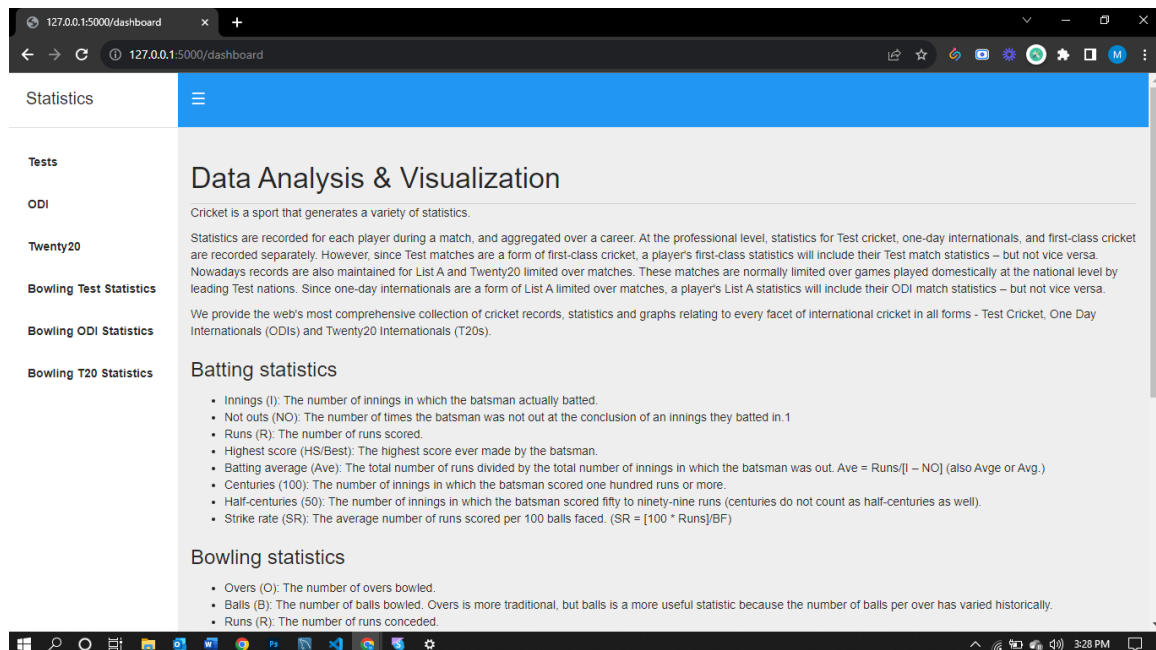 127.0.0.1:5000/dashboard
127.0.0.1:5000/dashboard
M
Statistics
Tests
ODI
Twenty20
Bowling Test Statistics
Bowling ODI Statistics
Bowling T20 Statistics
Data Analysis & Visualization
Cricket is a sport that generates a variety of statistics.
Statistics are recorded for each player during a match, and aggregated over a career. At the professional level, statistics for Test cricket, one-day internationals, and first-class cricket
are recorded separately. However, since Test matches are a form of first-class cricket, a player's first-class statistics will include their Test match statistics – but not vice versa.
Nowadays records are also maintained for List A and Twenty20 limited over matches. These matches are normally limited over games played domestically at the national level by
leading Test nations. Since one-day internationals are a form of List A limited over matches, a player's List A statistics will include their ODI match statistics – but not vice versa.
We provide the web's most comprehensive collection of cricket records, statistics and graphs relating to every facet of international cricket in all forms - Test Cricket, One Day
Internationals (ODIs) and Twenty20 Internationals (T20s).
Batting statistics
• Innings (I): The number of innings in which the batsman actually batted.
• Not outs (NO): The number of times the batsman was not out at the conclusion of an innings they batted in.1
• Runs (R): The number of runs scored.
• Highest score (HS/Best): The highest score ever made by the batsman.
• Batting average (Ave): The total number of runs divided by the total number of innings in which the batsman was out. Ave = Runs/[I – NO] (also Avge or Avg.)
• Centuries (100): The number of innings in which the batsman scored one hundred runs or more.
• Half-centuries (50): The number of innings in which the batsman scored fifty to ninety-nine runs (centuries do not count as half-centuries as well).
• Strike rate (SR): The average number of runs scored per 100 balls faced. (SR = [100 * Runs]/BF)
Bowling statistics
• Overs (O): The number of overs bowled.
• Balls (B): The number of balls bowled. Overs is more traditional, but balls is a more useful statistic because the number of balls per over has varied historically.
• Runs (R): The number of runs conceded.
Ps
3:28 PM